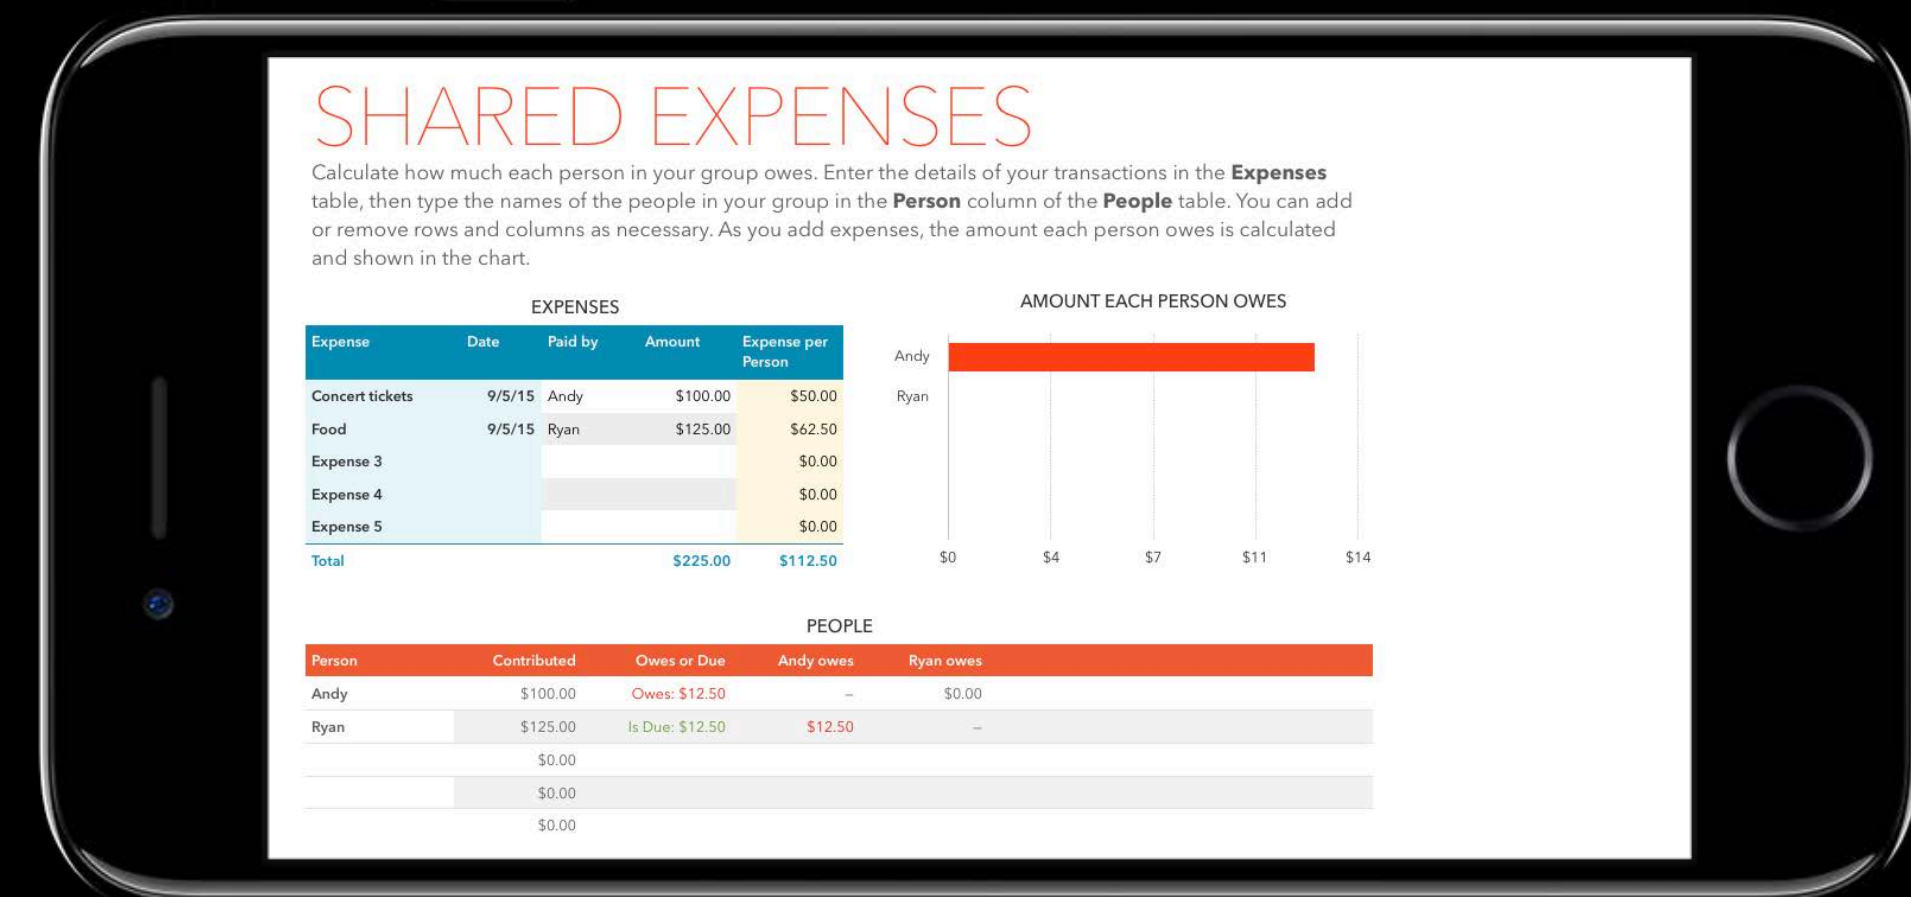 SHARED EXPENSES
Calculate how much each person in your group owes. Enter the details of your transactions in the Expenses
table, then type the names of the people in your group in the Person column of the People table. You can add
or remove rows and columns as necessary. As you add expenses, the amount each person owes is calculated
and shown in the chart.
EXPENSES
Expense Date Paid by Amount Expense per
Person
Concert tickets 9/5/15 Andy $100.00 $50.00
Food 9/5/15 Ryan $125.00 $62.50
Expense 3 $0.00
Expense 4 $0.00
Expense 5 $0.00
Total $225.00 $112.50
AMOUNT EACH PERSON OWES
Andy
Ryan
$0 $4 $7 $11 $14
PEOPLE
Person Contributed Owes or Due Andy owes Ryan owes
Andy $100.00 Owes: $12.50 – $0.00
Ryan $125.00 Is Due: $12.50 $12.50 –
$0.00
$0.00
$0.00